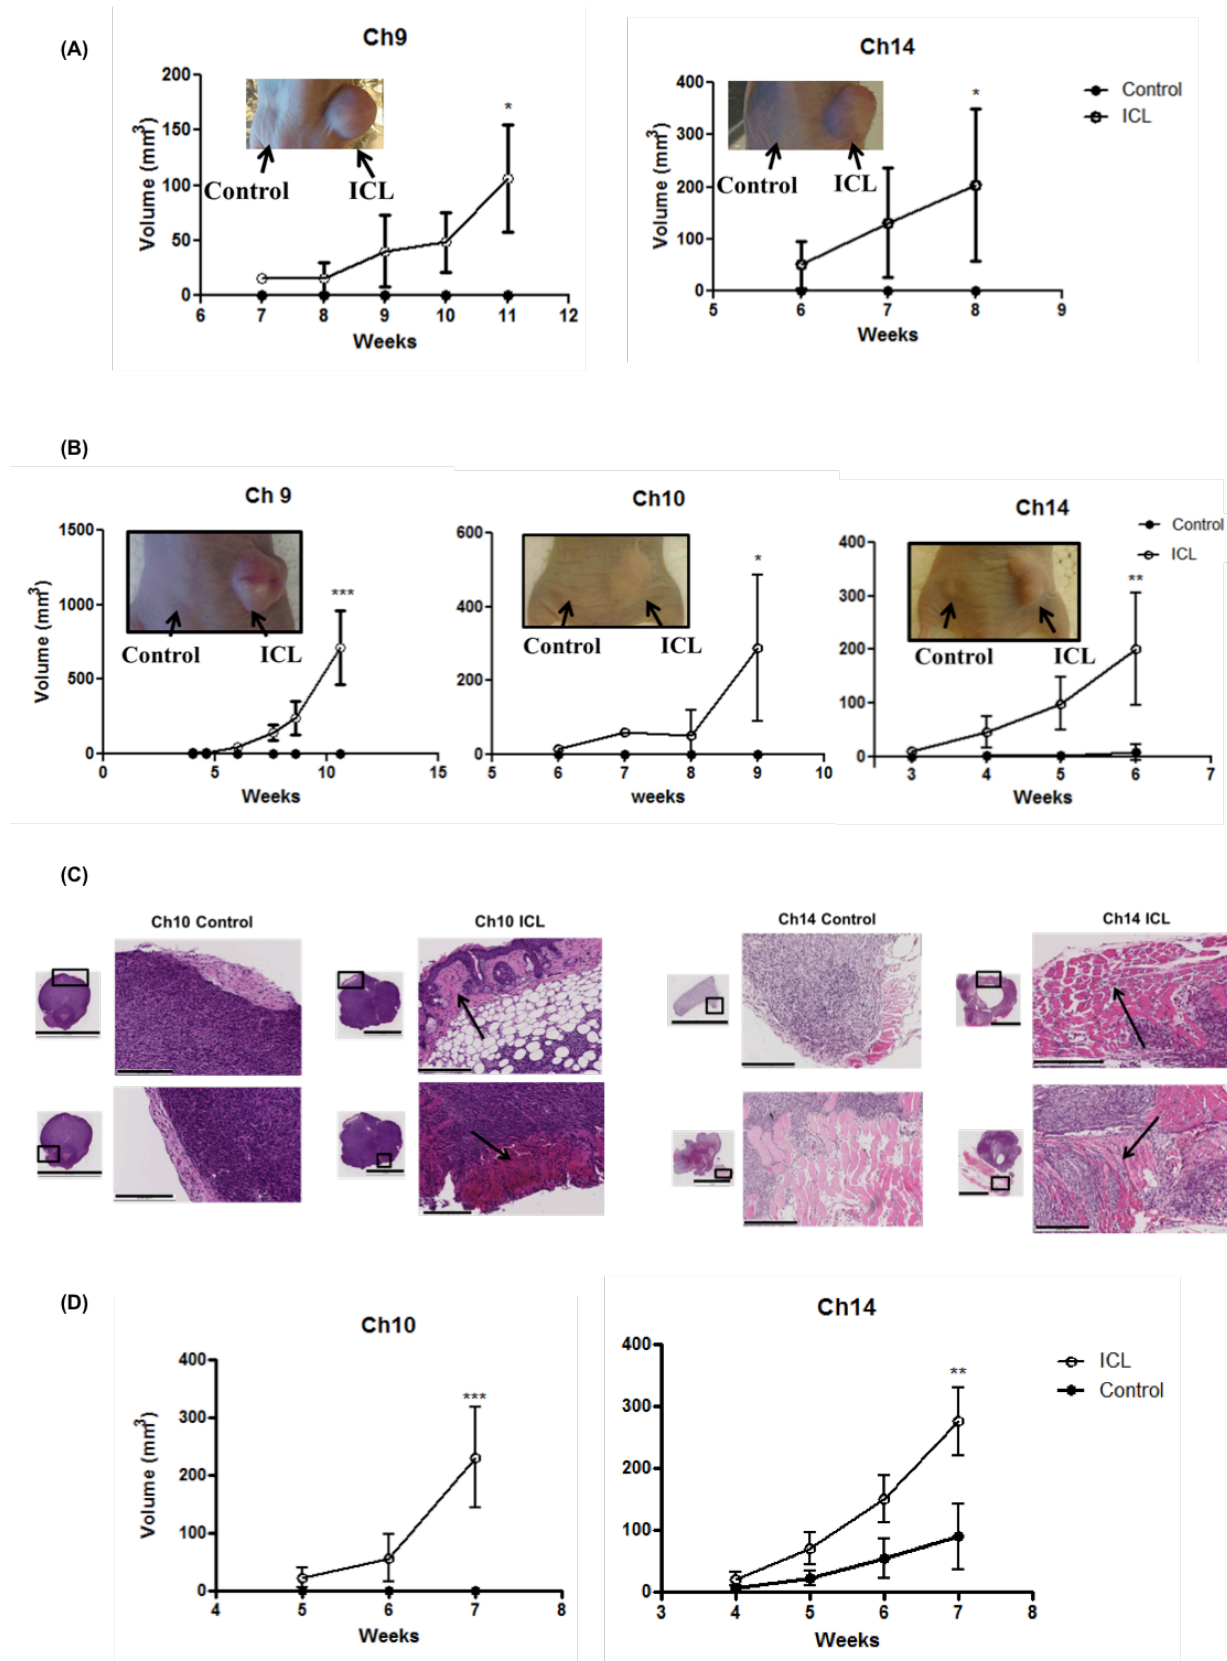 (A)
Ch9
Volume (mm3)
200
150
100
50
0
*
Control
ICL
6 7 8 9 10 11 12
Weeks
Ch14
Volume (mm3)
400
300
200
100
0
*
Control
ICL
5 6 7 8 9
Weeks
Control
ICL
(B)
Ch 9
Volume (mm3)
1500
1000
500
0
***
Control
ICL
0 5 10 15
Weeks
Ch10
600
400
200
0
*
Control
ICL
5 6 7 8 9 10
weeks
Ch14
400
300
200
100
0
**
Control
ICL
3 4 5 6 7
Weeks
Control
ICL
(C)
Ch10 Control
Ch10 ICL
Ch14 Control
Ch14 ICL
(D)
Ch10
Volume (mm3)
400
300
200
100
0
***
4 5 6 7 8
Weeks
Ch14
400
300
200
100
0
**
3 4 5 6 7 8
Weeks
ICL
Control